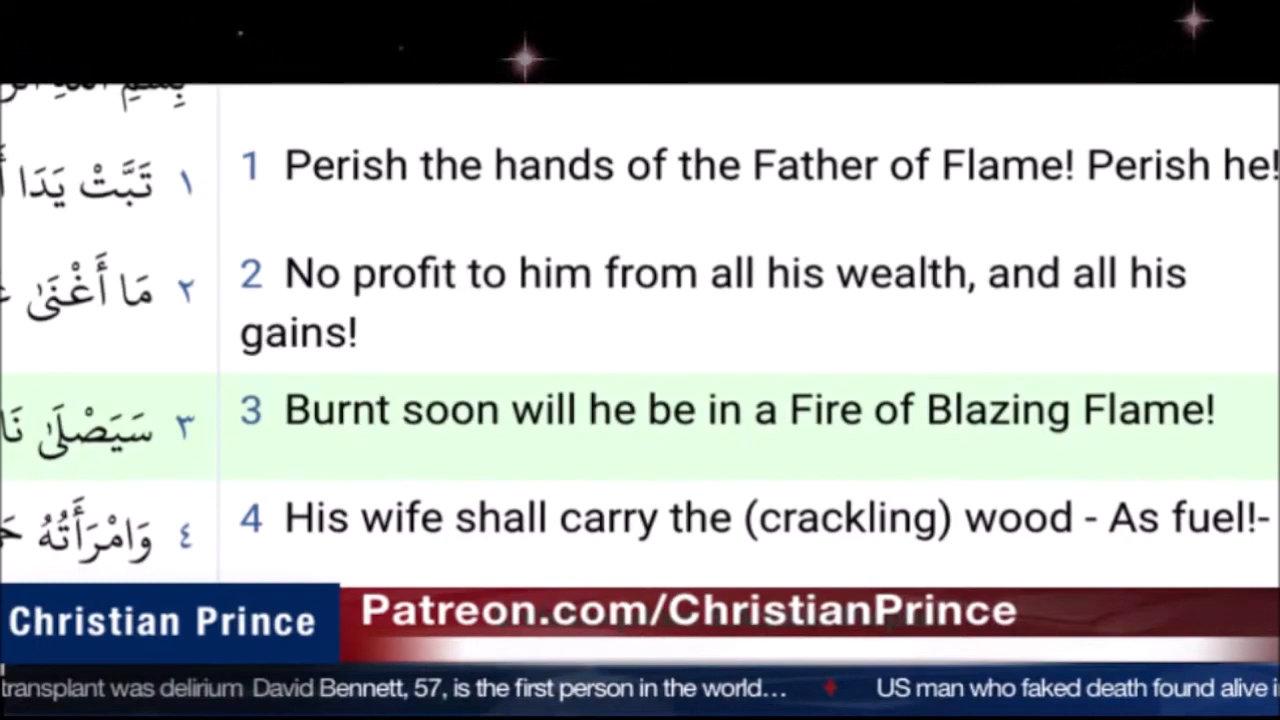 1 Perish the hands of the Father of Flame! Perish he!
١ تَبَّتْ يَدَا
2 No profit to him from all his wealth, and all his
gains!
٢ مَا أَغْنَىٰ
3 Burnt soon will he be in a Fire of Blazing Flame!
٣ سَيَصْلَىٰ
4 His wife shall carry the (crackling) wood - As fuel!-
٤ وَامْرَأَتُهُ
Christian Prince
Patreon.com/ChristianPrince
transplant was delirium David Bennett, 57, is the first person in the world... US man who faked death found alive i